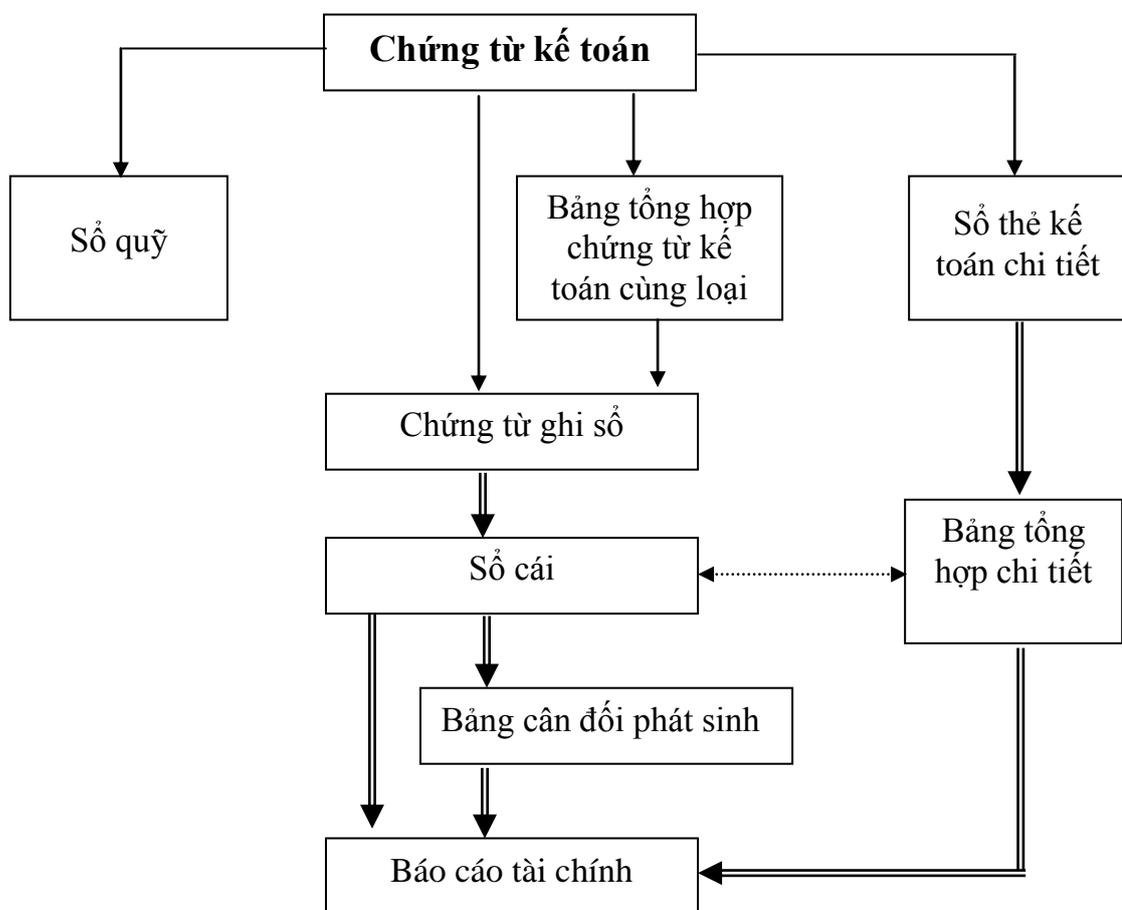 Chứng từ kế toán
Sổ quỹ
Bảng tổng hợp
chứng từ kế
toán cùng loại
Sổ thẻ kế
toán chi tiết
Chứng từ ghi sổ
Sổ cái
Bảng tổng
hợp chi tiết
Bảng cân đối phát sinh
Báo cáo tài chính